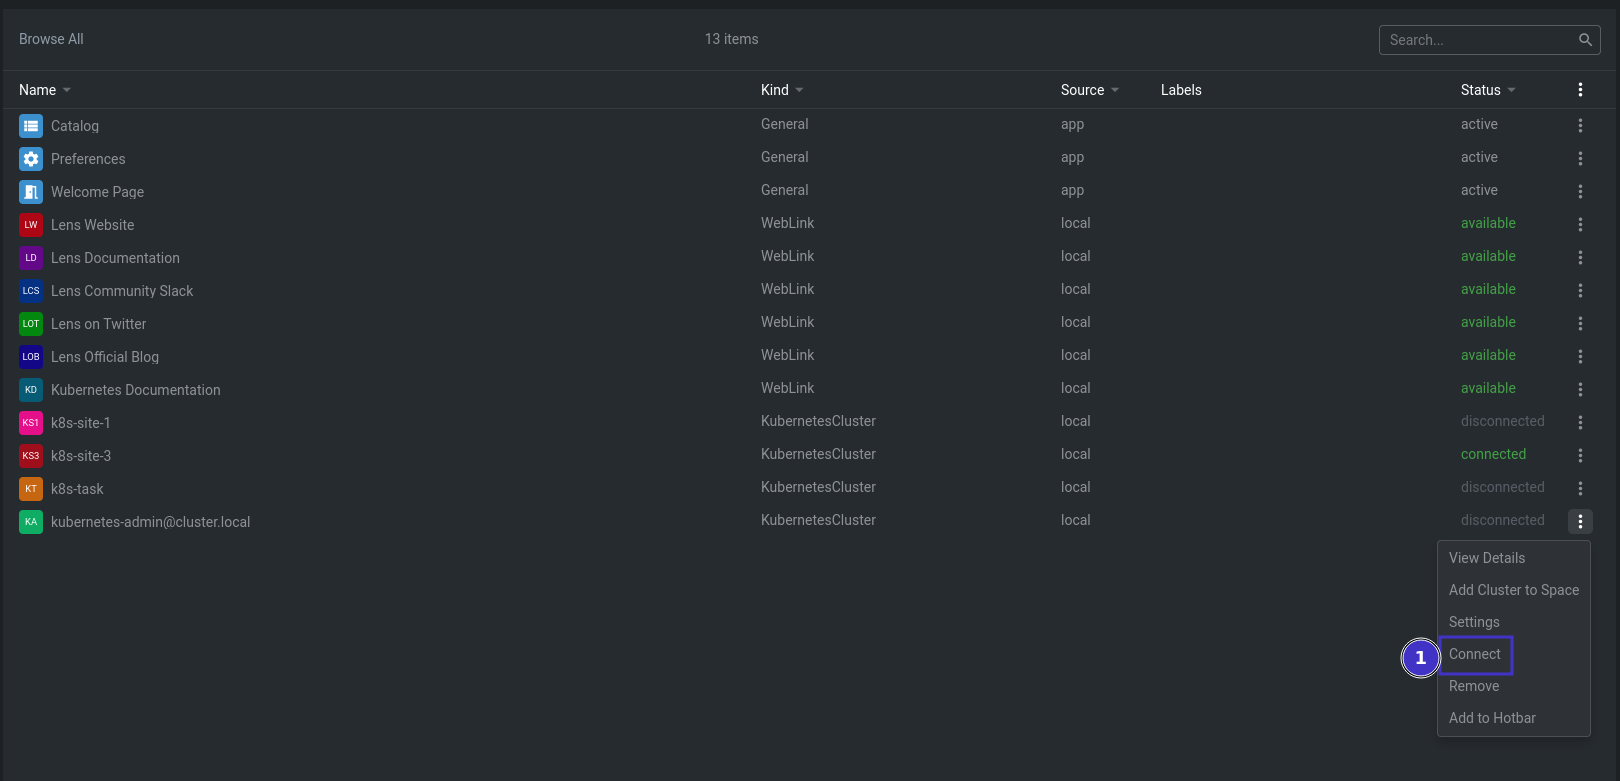 Browse All 13 items Search...
Name Kind Source Labels Status
Catalog General app active
Preferences General app active
Welcome Page General app active
LW Lens Website WebLink local available
LD Lens Documentation WebLink local available
LCS Lens Community Slack WebLink local available
LOT Lens on Twitter WebLink local available
LOB Lens Official Blog WebLink local available
KD Kubernetes Documentation WebLink local available
KS1 k8s-site-1 KubernetesCluster local disconnected
KS3 k8s-site-3 KubernetesCluster local connected
KT k8s-task KubernetesCluster local disconnected
KA kubernetes-admin@cluster.local KubernetesCluster local disconnected
View Details
Add Cluster to Space
Settings
1 Connect
Remove
Add to Hotbar